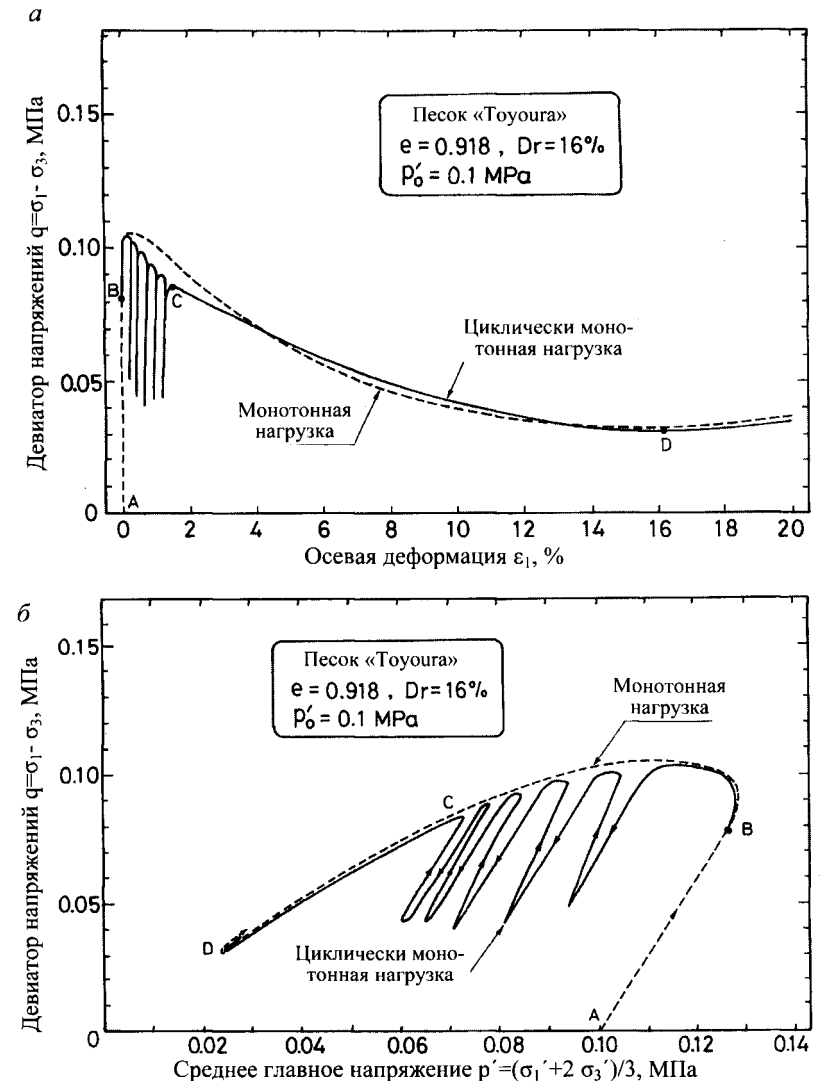 а
Девиатор напряжений q=σ₁- σ₃, МПа
0.15
0.10
0.05
0
Песок «Toyoura»
e = 0.918 , Dr = 16%
p₀′ = 0.1 MPa
B
C
Циклически моно-
тонная нагрузка
Монотонная
нагрузка
D
A
0 2 4 6 8 10 12 14 16 18 20
Осевая деформация ε₁, %
б
Девиатор напряжений q=σ₁- σ₃, МПа
0.15
0.10
0.05
0
Песок «Toyoura»
e = 0.918 , Dr = 16%
p₀′ = 0.1 MPa
Монотонная
нагрузка
C
B
D
Циклически моно-
тонная нагрузка
A
0.02 0.04 0.06 0.08 0.10 0.12 0.14
Среднее главное напряжение p′=(σ₁′+2 σ₃′)/3, МПа